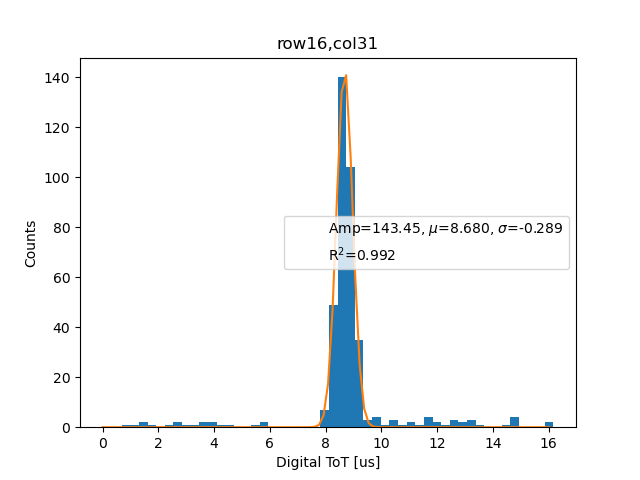 row16,col31
140
120
100
80
60
40
20
0
Counts
Amp=143.45, μ=8.680, σ=-0.289
R²=0.992
0 2 4 6 8 10 12 14 16
Digital ToT [us]